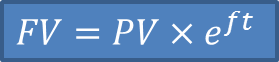 FV = PV × e^{ft}